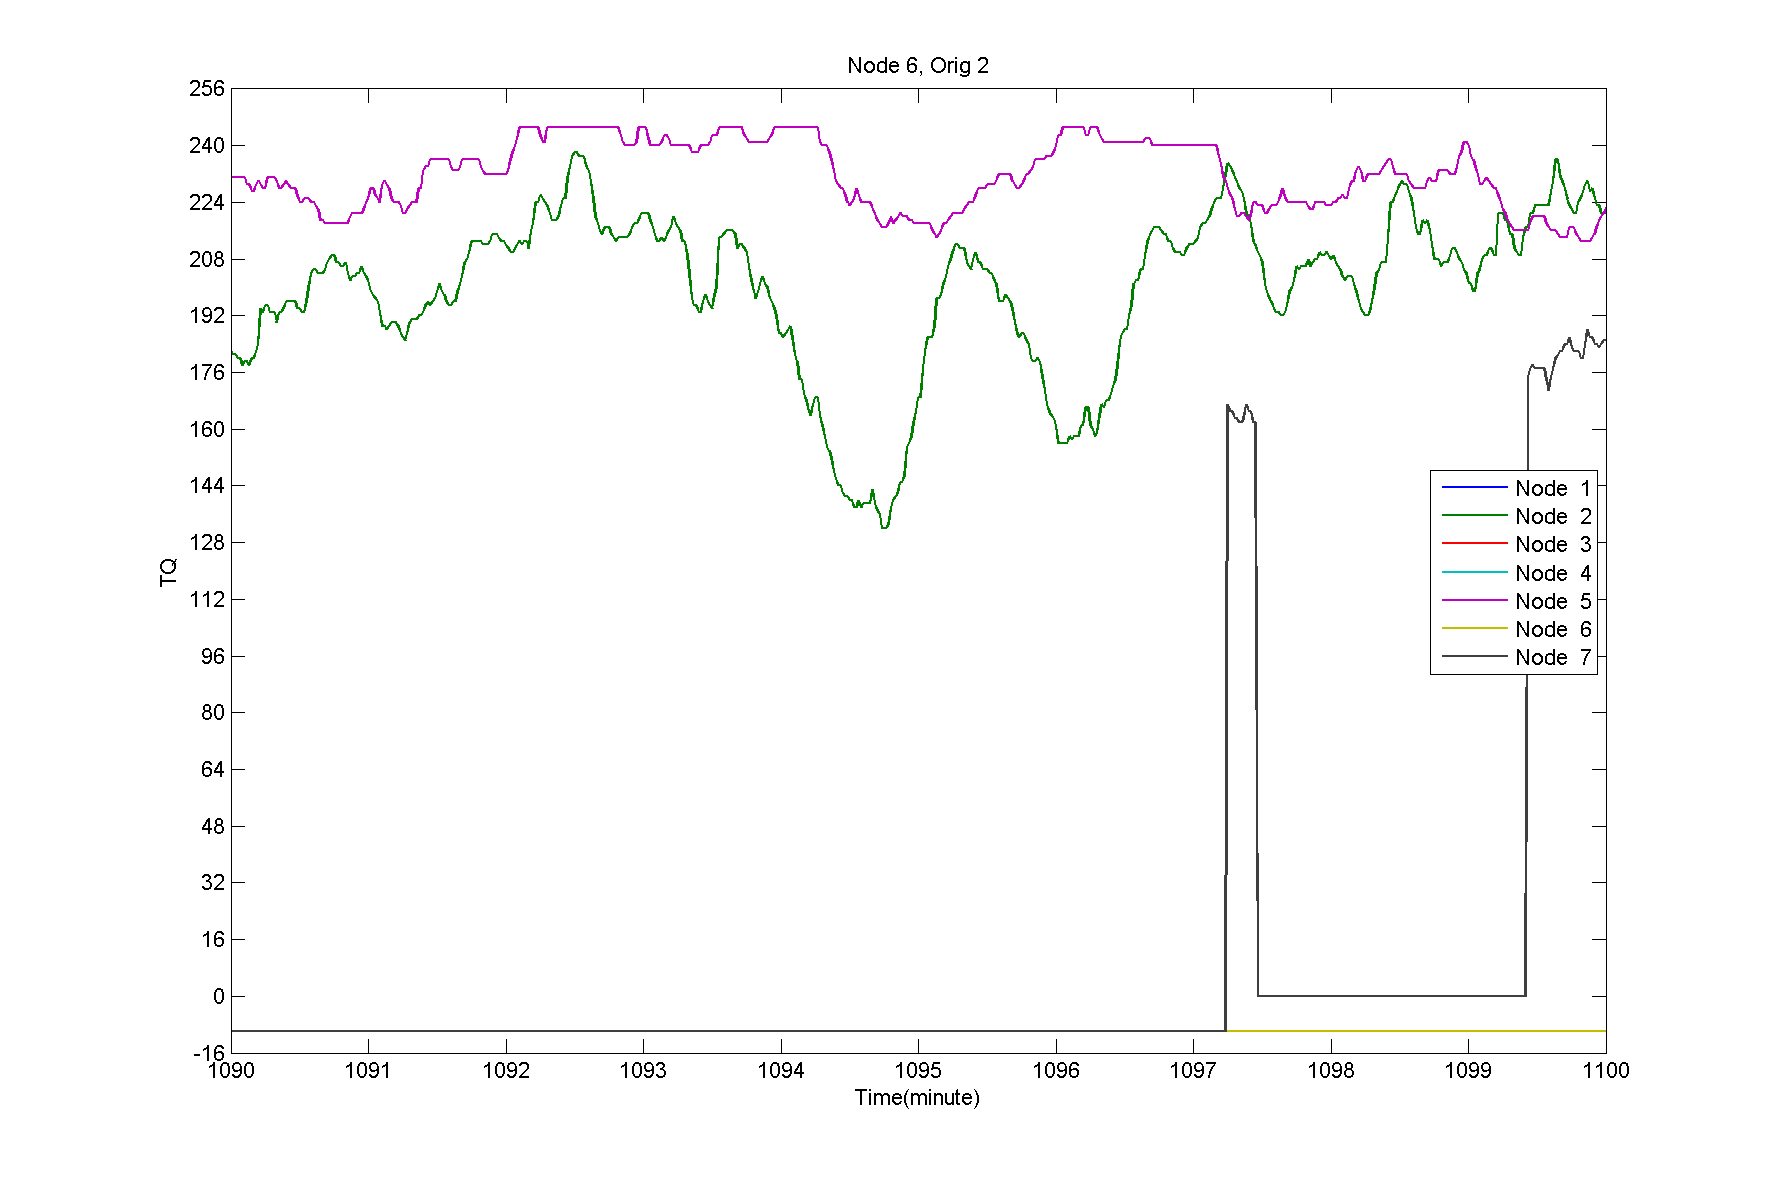 Node 6, Orig 2
256
240
224
208
192
176
160
144
128
112
96
80
64
48
32
16
0
-16
TQ
Node 1
Node 2
Node 3
Node 4
Node 5
Node 6
Node 7
1090 1091 1092 1093 1094 1095 1096 1097 1098 1099 1100
Time(minute)